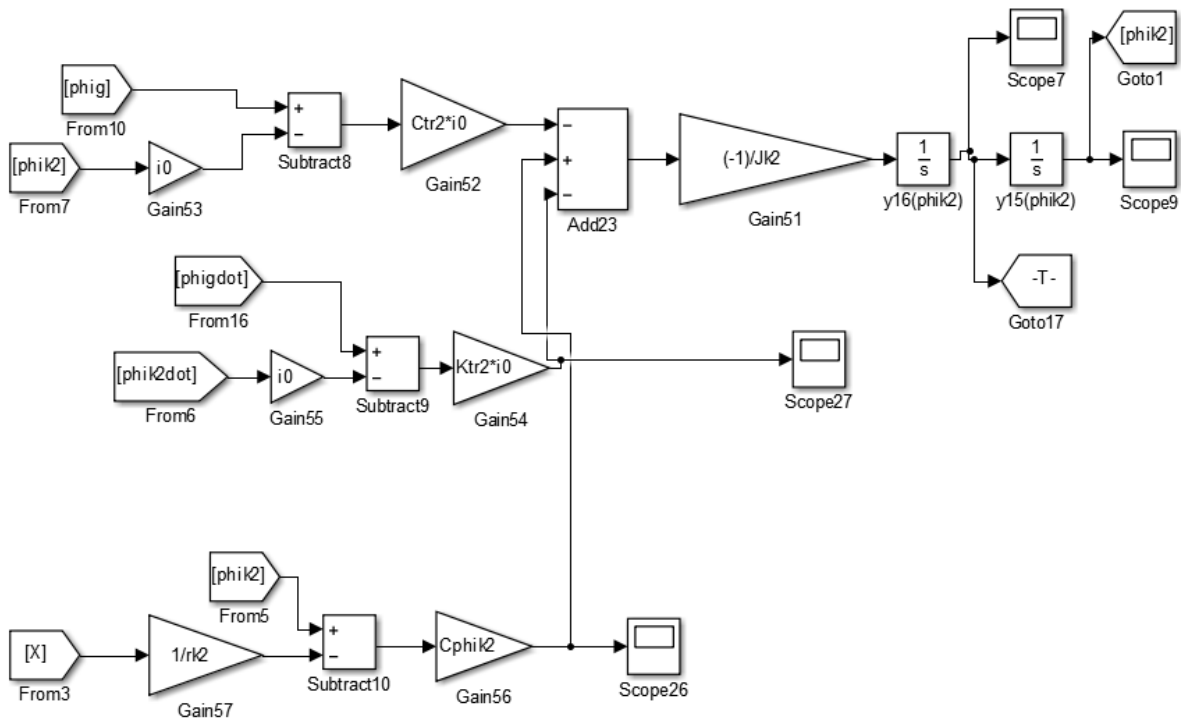 [phig]
From10
[phik2]
From7
i0
Gain53
+
−
Subtract8
Ctr2*i0
Gain52
−
+
−
Add23
(-1)/Jk2
Gain51
1
s
y16(phik2)
1
s
y15(phik2)
Scope7
[phik2]
Goto1
Scope9
-T-
Goto17
[phigdot]
From16
[phik2dot]
From6
i0
Gain55
+
−
Subtract9
Ktr2*i0
Gain54
Scope27
[phik2]
From5
[X]
From3
1/rk2
Gain57
+
−
Subtract10
Cphik2
Gain56
Scope26